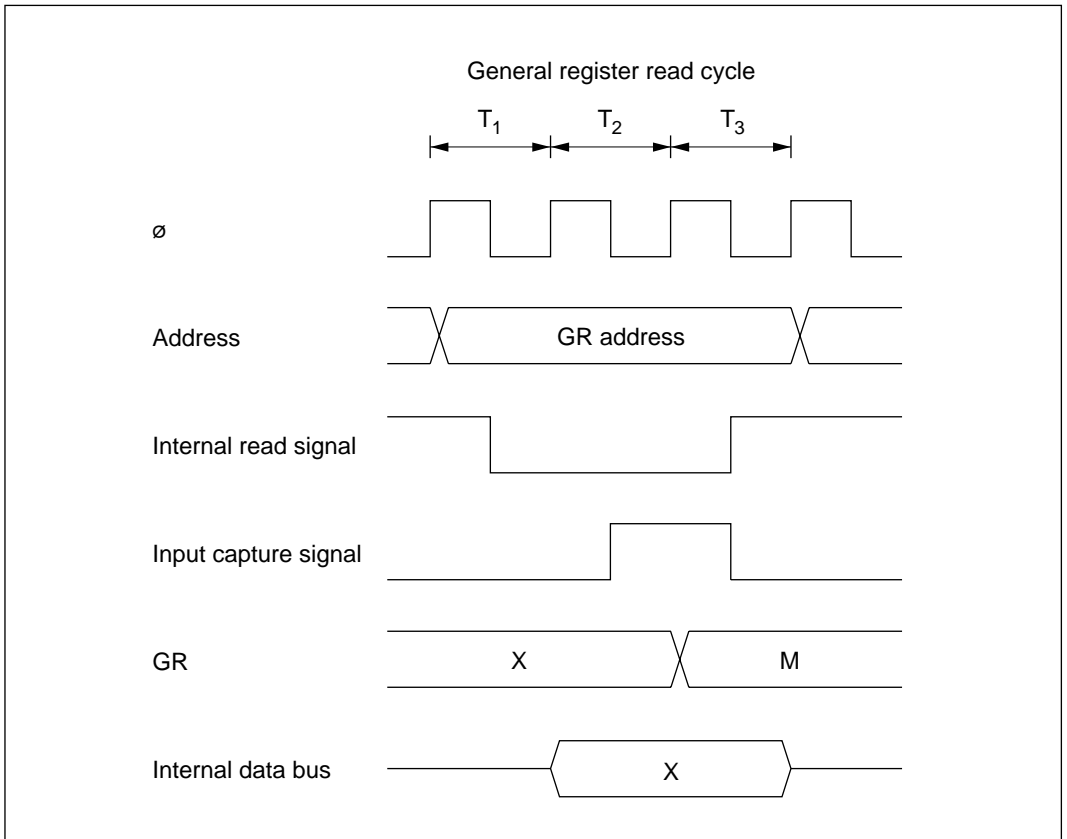 General register read cycle
T1 T2 T3
ø
Address GR address
Internal read signal
Input capture signal
GR X M
Internal data bus X